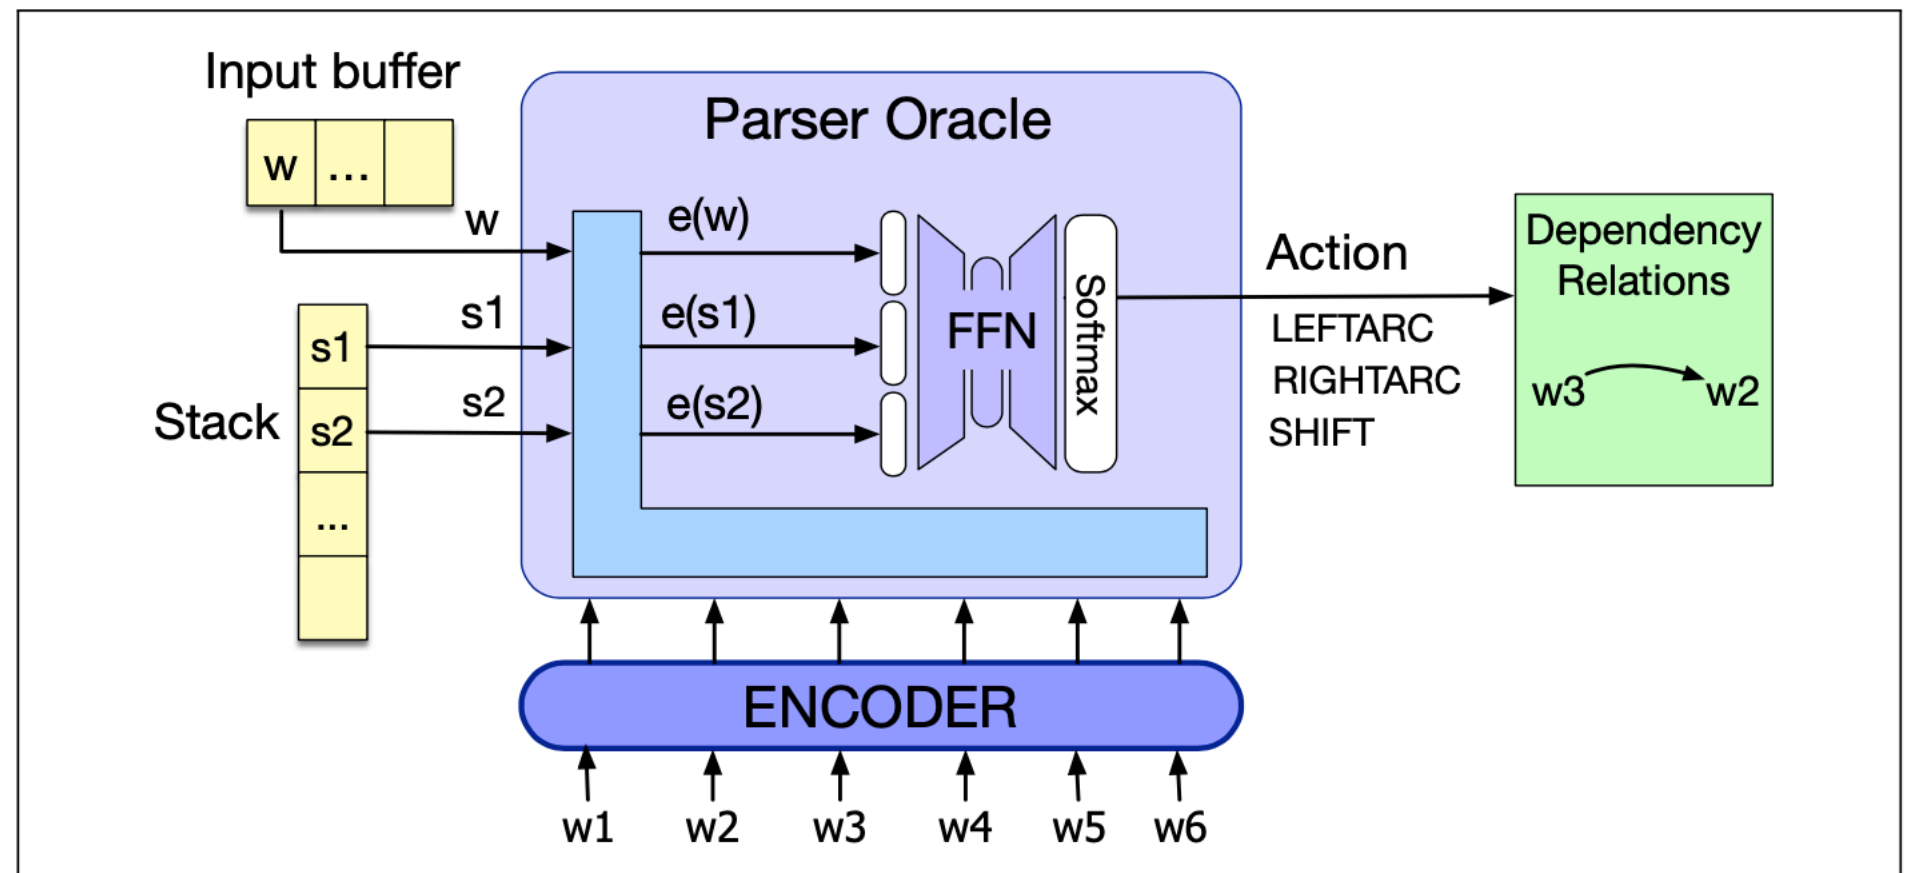 Input buffer
w
...
w
Stack
s1
s2
...
s1
s2
Parser Oracle
e(w)
e(s1)
e(s2)
FFN
Softmax
Action
LEFTARC
RIGHTARC
SHIFT
Dependency
Relations
w3 w2
ENCODER
w1 w2 w3 w4 w5 w6